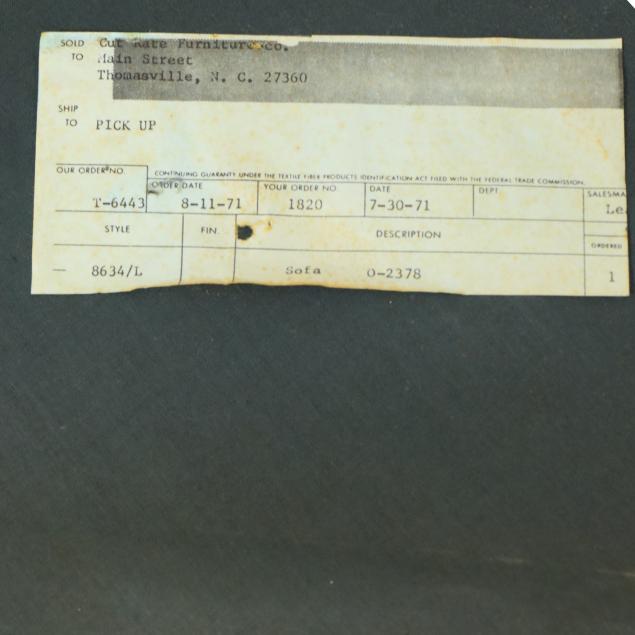 SOLD TO Cut Rate Furniture Co.
Main Street
Thomasville, N. C. 27360
SHIP TO PICK UP
CONTINUING GUARANTY UNDER THE TEXTILE FIBER PRODUCTS IDENTIFICATION ACT FILED WITH THE FEDERAL TRADE COMMISSION.
OUR ORDER NO. ORDER DATE YOUR ORDER NO. DATE DEPT. SALESMA
T-6443 8-11-71 1820 7-30-71 Le
STYLE FIN. DESCRIPTION ORDERED
— 8634/L Sofa 0-2378 1